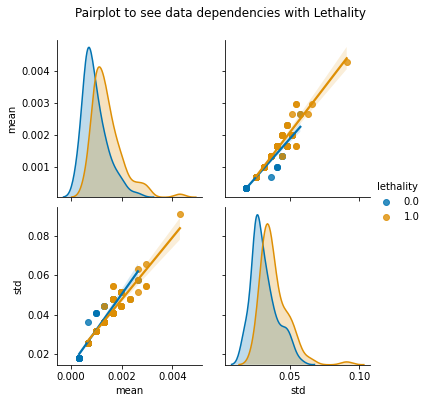 Pairplot to see data dependencies with Lethality
0.004
0.003
0.002
0.001
mean
lethality
0.0
1.0
0.08
0.06
0.04
0.02
std
0.000 0.002 0.004
mean
0.05 0.10
std